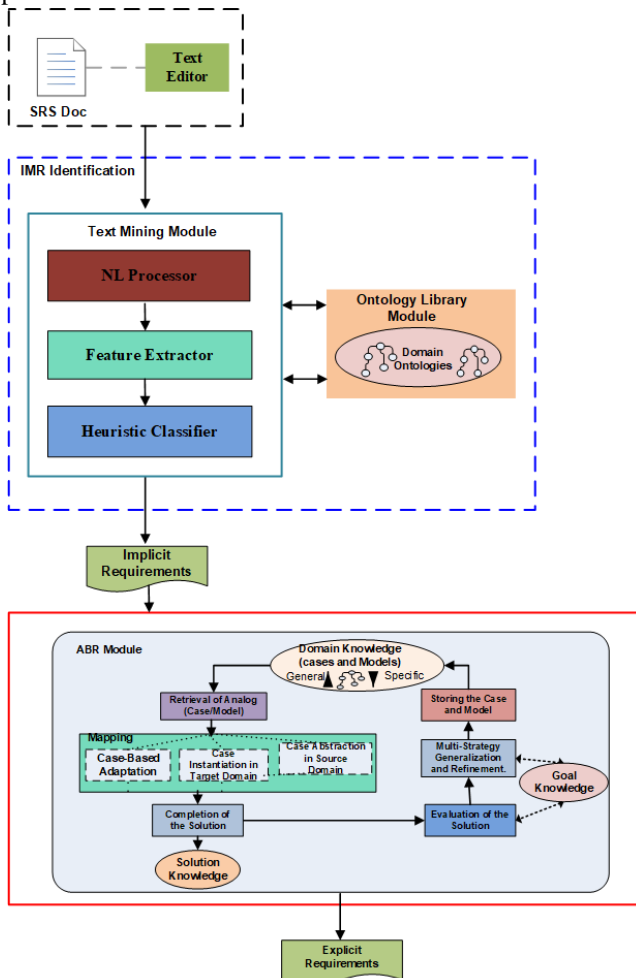 Text
Editor
SRS Doc
IMR Identification
Text Mining Module
NL Processor
Feature Extractor
Heuristic Classifier
Ontology Library
Module
Domain
Ontologies
Implicit
Requirements
ABR Module
Domain Knowledge
(cases and Models)
General
Specific
Retrieval of Analog
(Case/Model)
Storing the Case
and Model
Mapping
Case-Based
Adaptation
Case
Instantiation in
Target Domain
Case Abstraction
in Source
Domain
Multi-Strategy
Generalization
and Refinement.
Goal
Knowledge
Completion of
the Solution
Evaluation of the
Solution
Solution
Knowledge
Explicit
Requirements